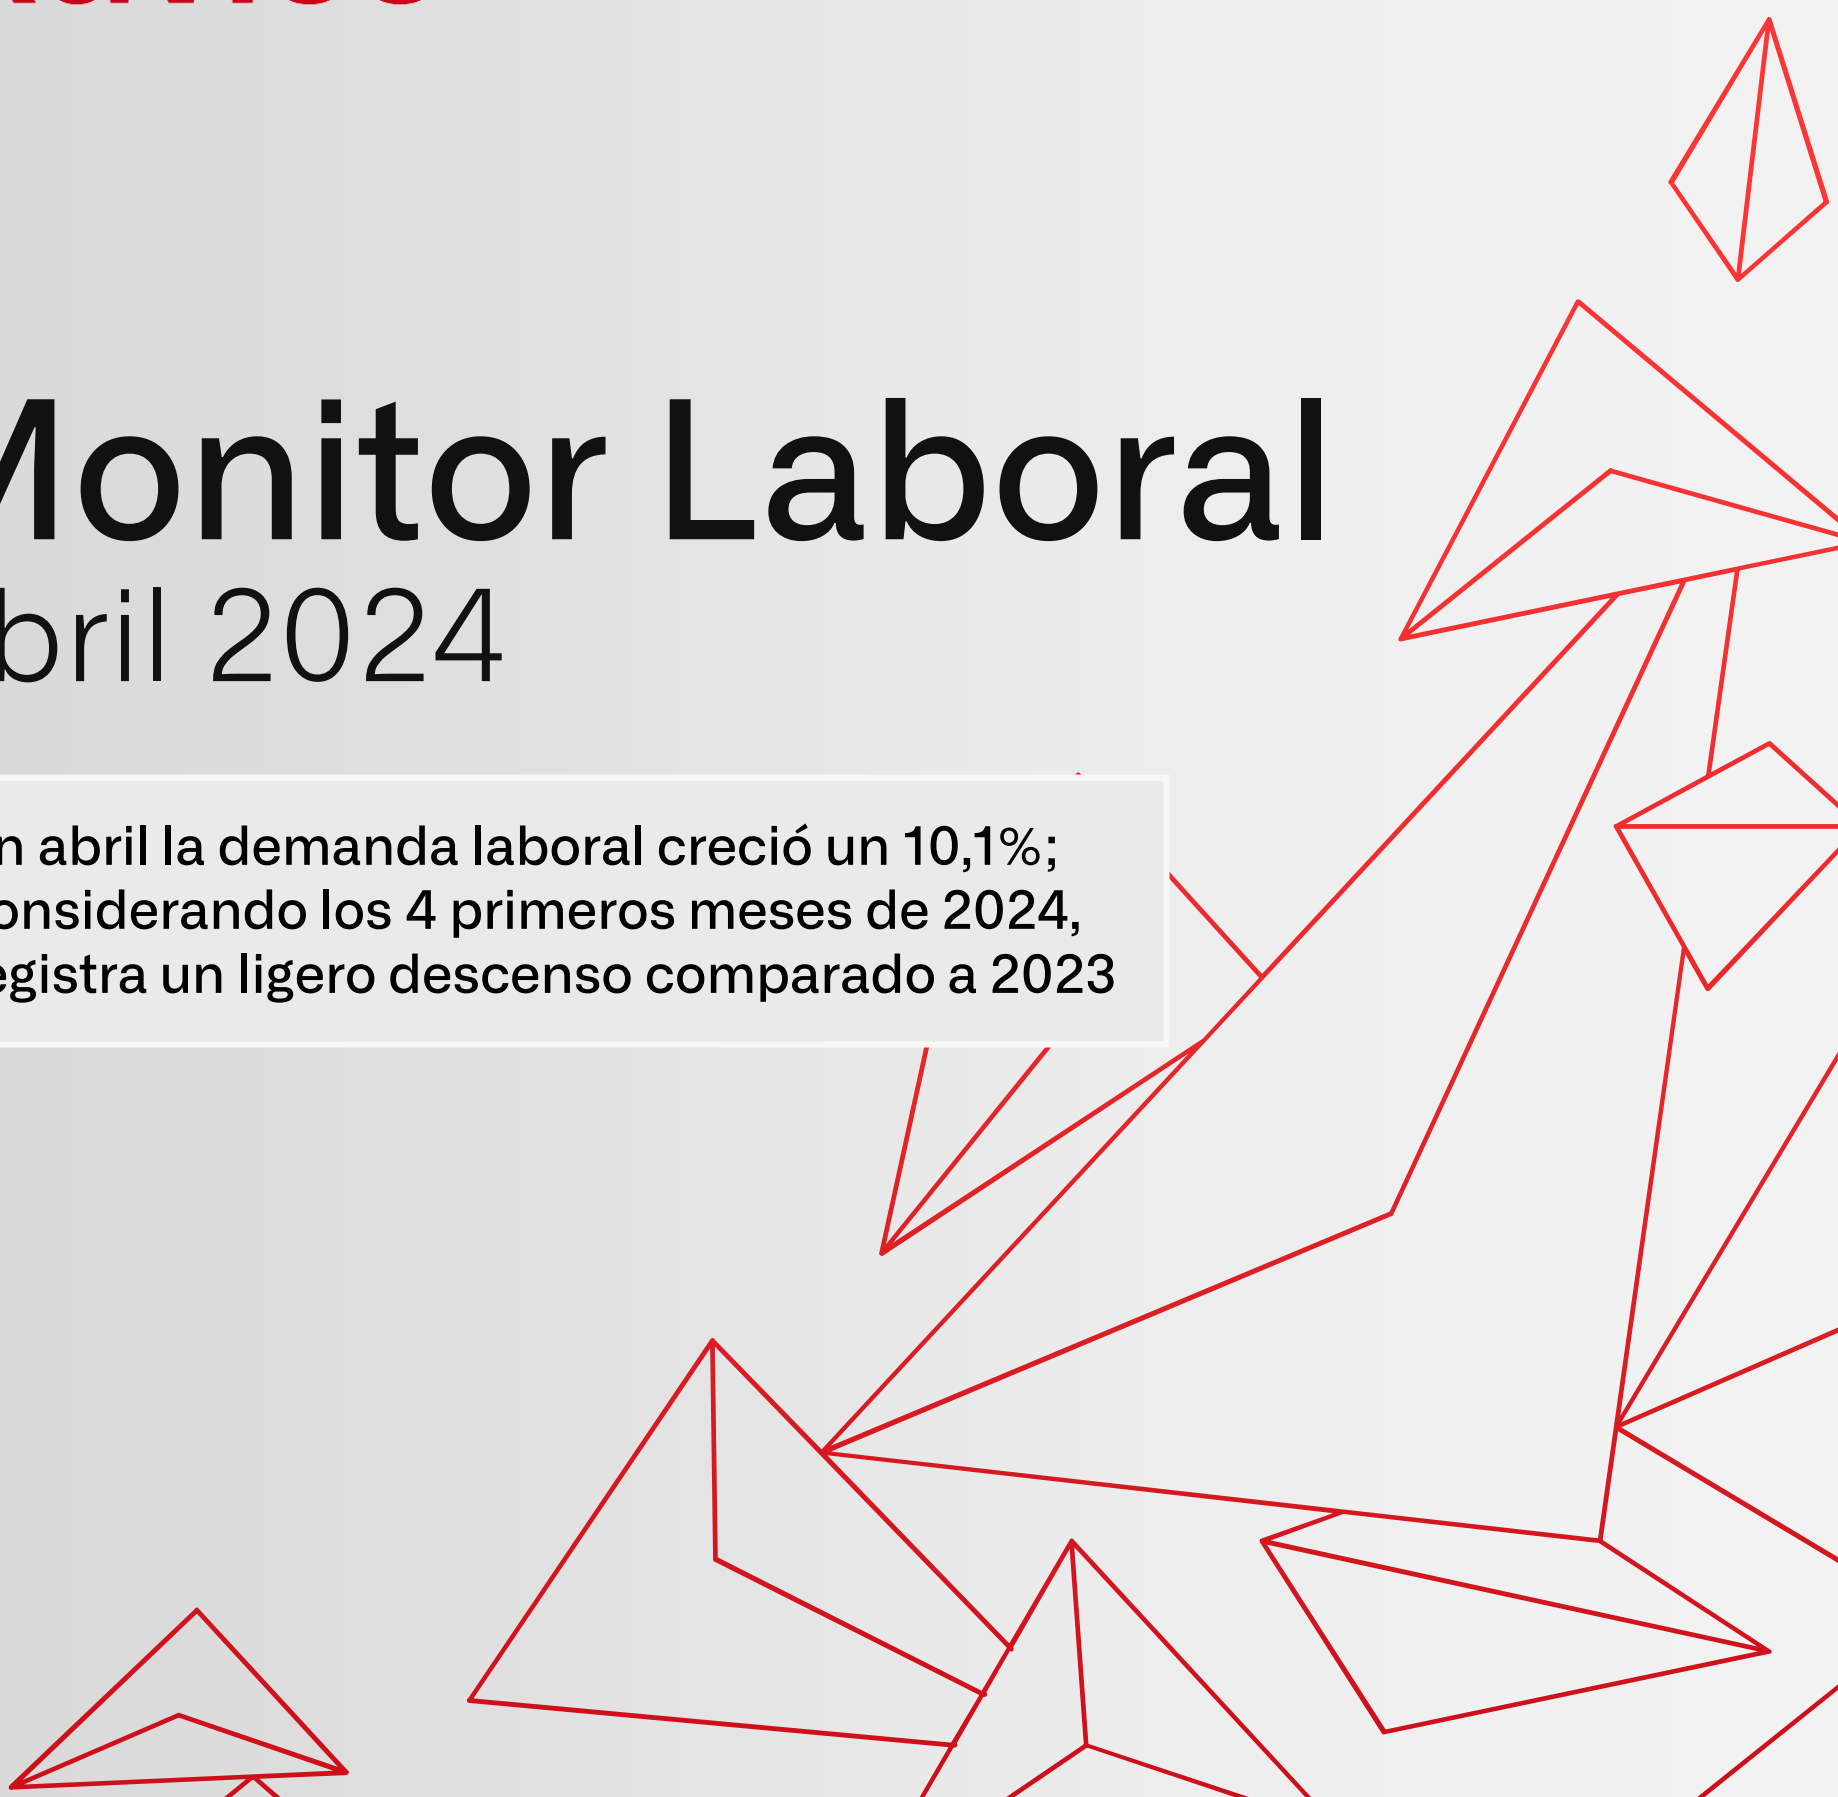 Monitor Laboral
bril 2024
n abril la demanda laboral creció un 10,1%;
onsiderando los 4 primeros meses de 2024,
egistra un ligero descenso comparado a 2023